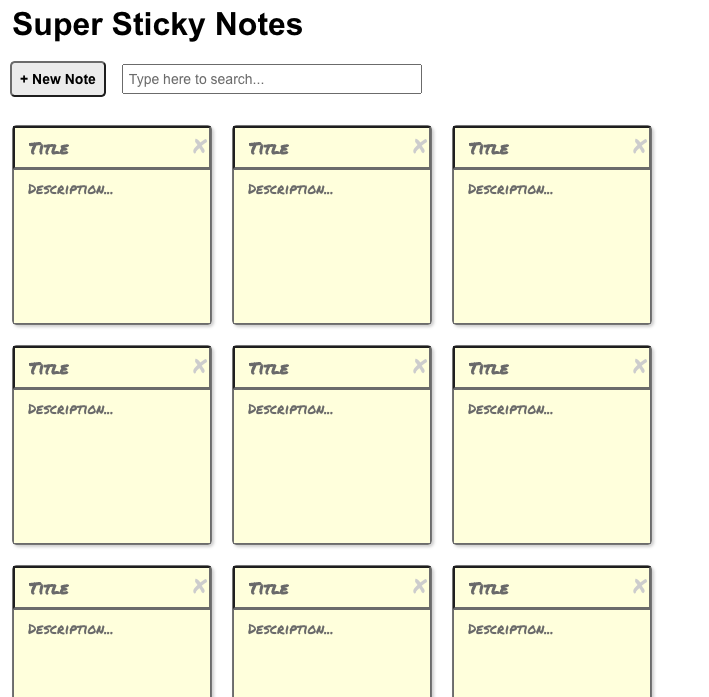 Super Sticky Notes
+ New Note Type here to search...
Title x Title x Title x
Description... Description... Description...
Title x Title x Title x
Description... Description... Description...
Title x Title x Title x
Description... Description... Description...